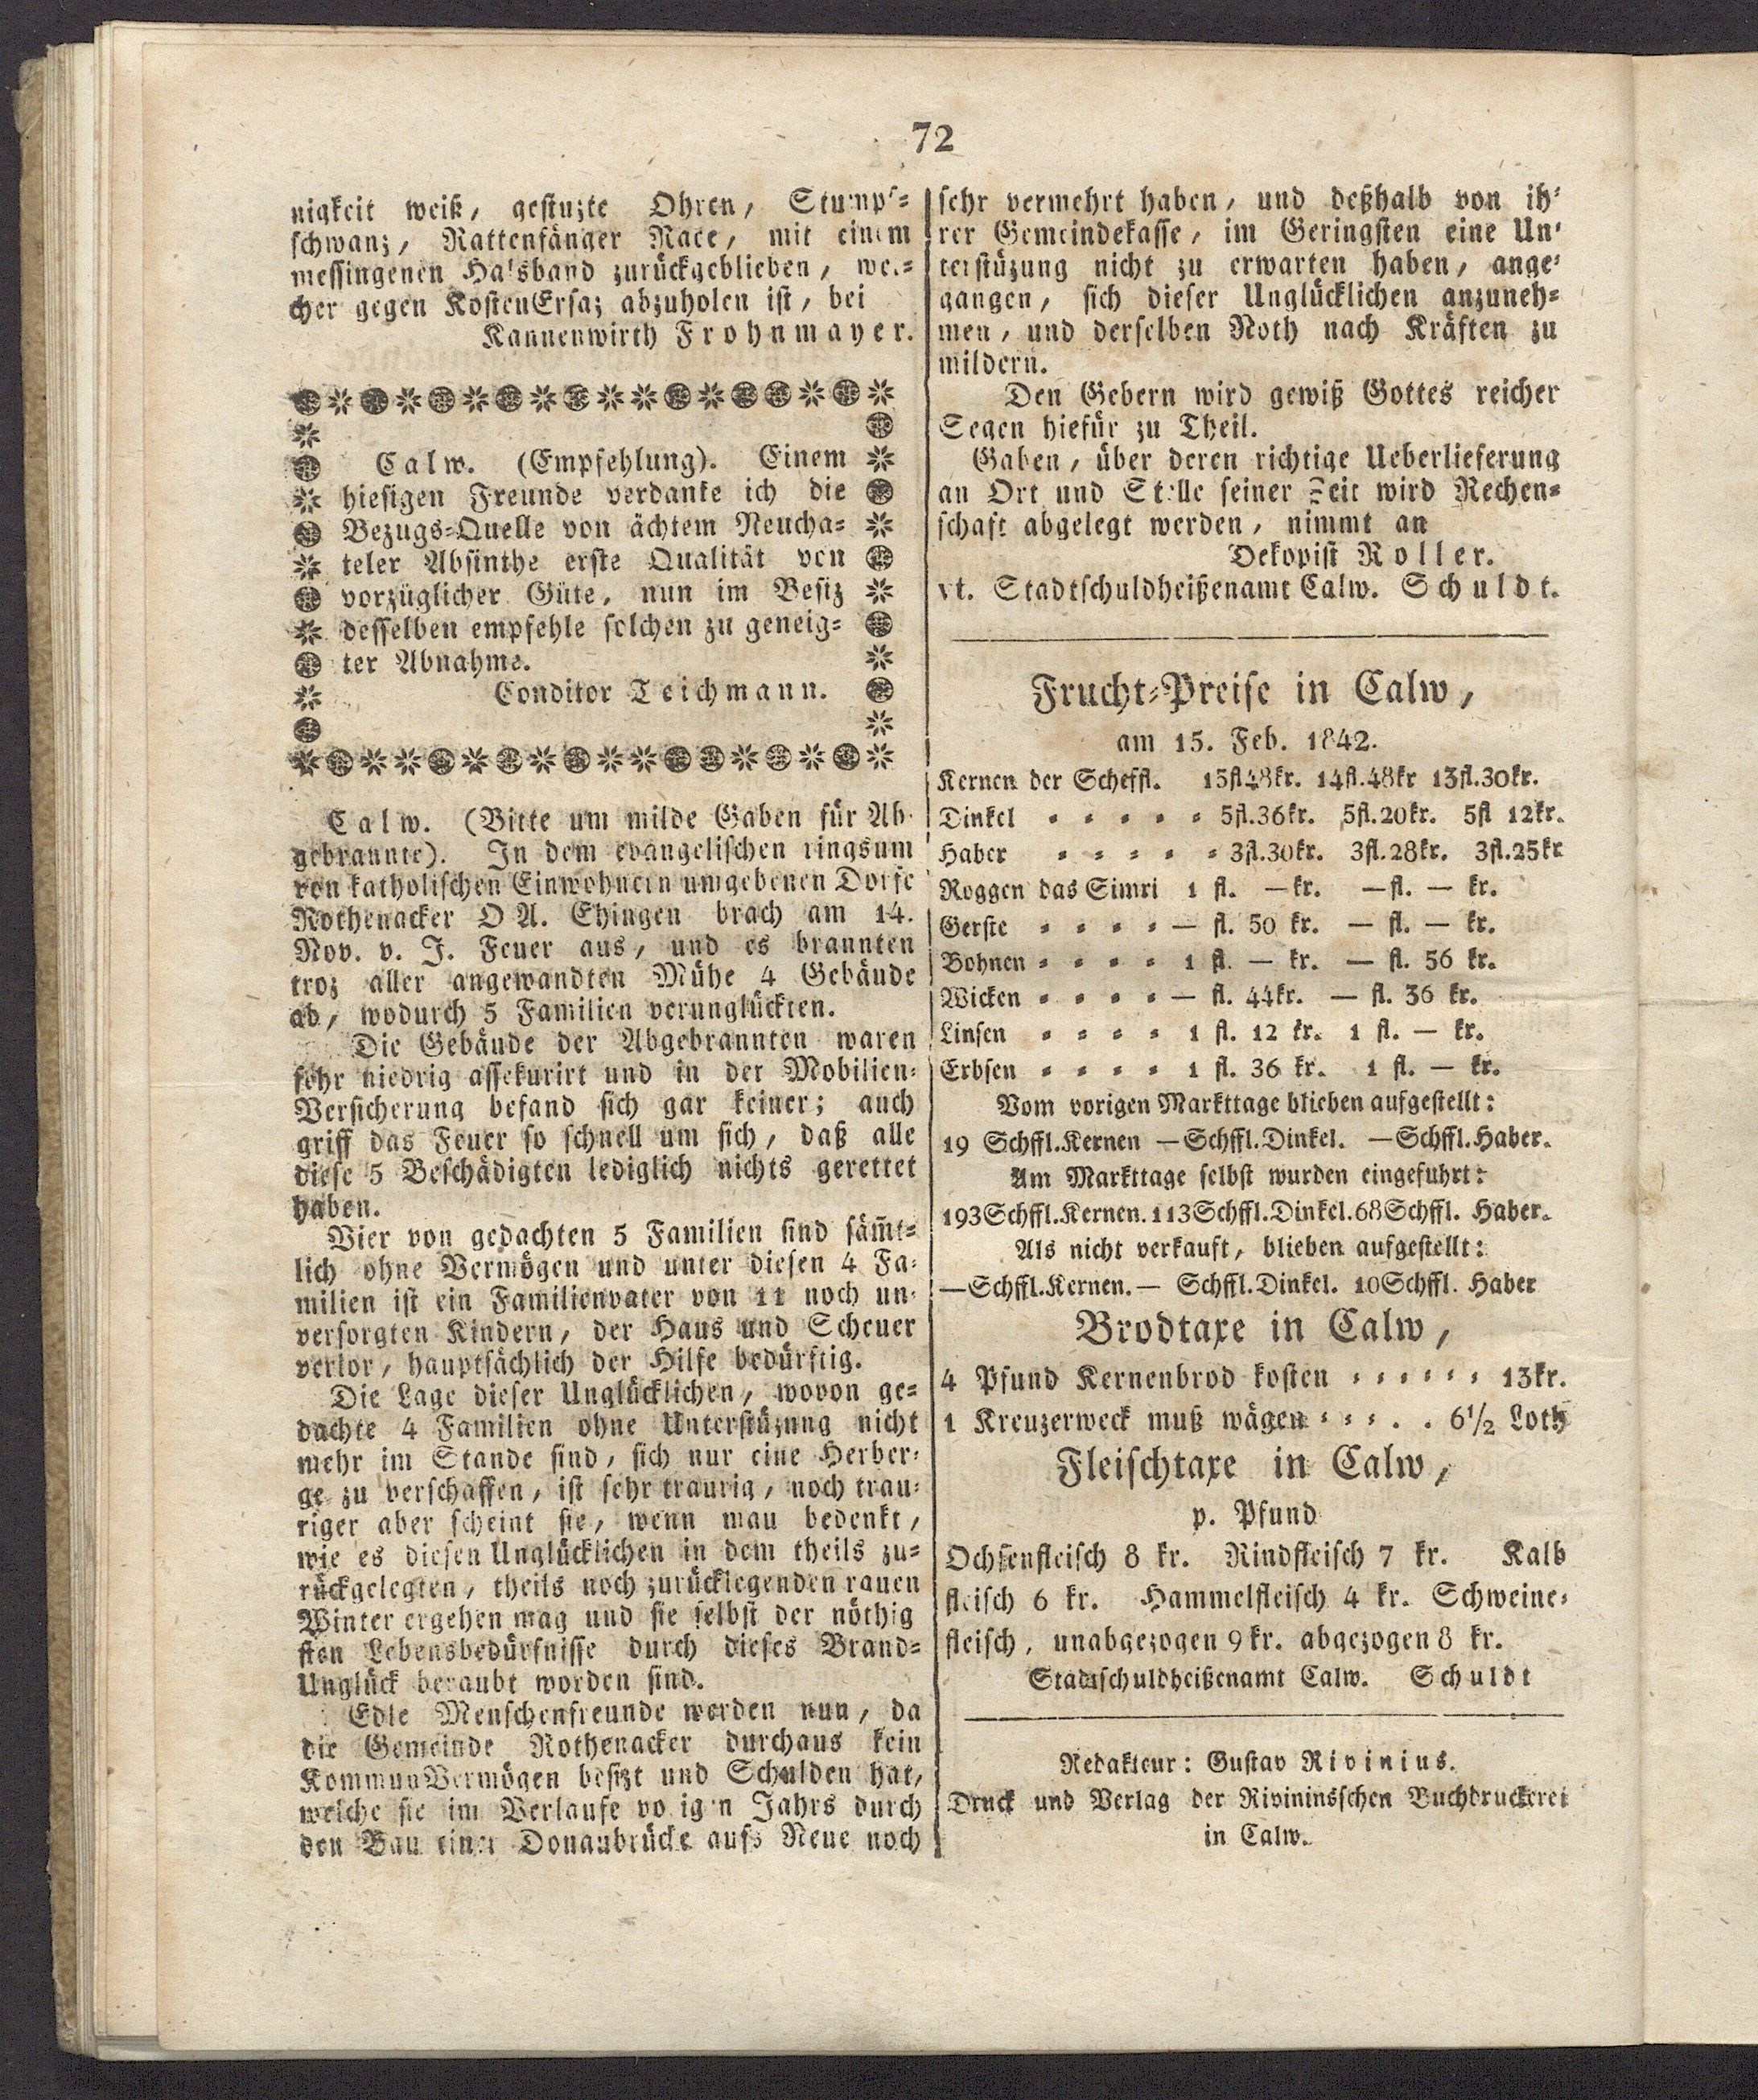 72
nigkeit weiß, gestuzte Ohren, Stumpf-
schwanz, Rattenfänger Race, mit einem
messingenen Halsband zurückgeblieben, wel-
cher gegen KostenErsaz abzuholen ist, bei
Kannenwirth Frohnmayer.
Calw. (Empfehlung). Einem
hiesigen Freunde verdanke ich die
Bezugs-Quelle von ächtem Neucha-
teler Absinthe erste Qualität von
vorzüglicher Güte, nun im Besiz
desselben empfehle solchen zu geneig-
ter Abnahme.
Conditor Teichmann.
Calw. (Bitte um milde Gaben für Ab-
gebrannte). In dem evangelischen ringsum
von katholischen Einwohnern umgebenen Dorfe
Rothenacker O A. Ehingen brach am 14.
Nov. v. J. Feuer aus, und es brannten
troz aller angewandten Mühe 4 Gebäude
ab, wodurch 5 Familien verunglückten.
Die Gebäude der Abgebrannten waren
sehr niedrig assekurirt und in der Mobilien-
Versicherung befand sich gar keiner; auch
griff das Feuer so schnell um sich, daß alle
diese 5 Beschädigten lediglich nichts gerettet
haben.
Vier von gedachten 5 Familien sind säm̃t-
lich ohne Vermögen und unter diesen 4 Fa-
milien ist ein Familienvater von 11 noch un-
versorgten Kindern, der Haus und Scheuer
verlor, hauptsächlich der Hilfe bedürftig.
Die Lage dieser Unglücklichen, wovon ge-
dachte 4 Familien ohne Unterstüzung nicht
mehr im Stande sind, sich nur eine Herber-
ge zu verschaffen, ist sehr traurig, noch trau-
riger aber scheint sie, wenn mau bedenkt,
wie es diesen Unglücklichen in dem theils zu-
rückgelegten, theils noch zurücklegenden rauen
Winter ergehen mag und sie selbst der nöthig
sten Lebensbedürfnisse durch dieses Brand-
Unglück beraubt worden sind.
Edle Menschenfreunde werden nun, da
die Gemeinde Rothenacker durchaus kein
KommunVermögen besizt und Schulden hat,
welche sie im Verlaufe vo igen Jahrs durch
den Bau einer Donaubrücke aufs Neue noch
sehr vermehrt haben, und deßhalb von ih-
rer Gemeindekasse, im Geringsten eine Un-
terstüzung nicht zu erwarten haben, ange-
gangen, sich dieser Unglücklichen anzuneh-
men, und derselben Noth nach Kräften zu
mildern.
Den Gebern wird gewiß Gottes reicher
Segen hiefür zu Theil.
Gaben, über deren richtige Ueberlieferung
an Ort und Stelle seiner Zeit wird Rechen-
schaft abgelegt werden, nimmt an
Dekopist Roller.
vt. Stadtschuldheißenamt Calw. Schuldt.
Frucht-Preise in Calw,
am 15. Feb. 1842.
Kernen der Scheffl. 15fl48kr. 14fl.48kr 13fl.30kr.
Dinkel - - - - - 5fl.36kr. 5fl.20kr. 5fl 12kr.
Haber - - - - - 3fl.30kr. 3fl.28kr. 3fl.25kr
Roggen das Simri 1 fl. — kr. — fl. — kr.
Gerste - - - - — fl. 50 kr. — fl. — kr.
Bohnen - - - - 1 fl. — kr. — fl. 56 kr.
Wicken - - - - — fl. 44kr. — fl. 36 kr.
Linsen - - - - 1 fl. 12 kr. 1 fl. — kr.
Erbsen - - - - 1 fl. 36 kr. 1 fl. — kr.
Vom vorigen Markttage blieben aufgestellt:
19 Schffl.Kernen —Schffl.Dinkel. —Schffl.Haber.
Am Markttage selbst wurden eingefuhrt:
193Schffl.Kernen.113Schffl.Dinkel.68Schffl. Haber.
Als nicht verkauft, blieben aufgestellt:
—Schffl.Kernen.— Schffl.Dinkel. 10Schffl. Haber
Brodtaxe in Calw,
4 Pfund Kernenbrod kosten - - - - - - 13kr.
1 Kreuzerweck muß wägen - - - . . 6½ Loth
Fleischtaxe in Calw,
p. Pfund
Ochsenfleisch 8 kr. Rindfleisch 7 kr. Kalb
fleisch 6 kr. Hammelfleisch 4 kr. Schweine-
fleisch, unabgezogen 9 kr. abgezogen 8 kr.
Stadtschuldheißenamt Calw. Schuldt
Redakteur: Gustav Rivinius.
Druck und Verlag der Rivininsschen Buchdruckerei
in Calw.